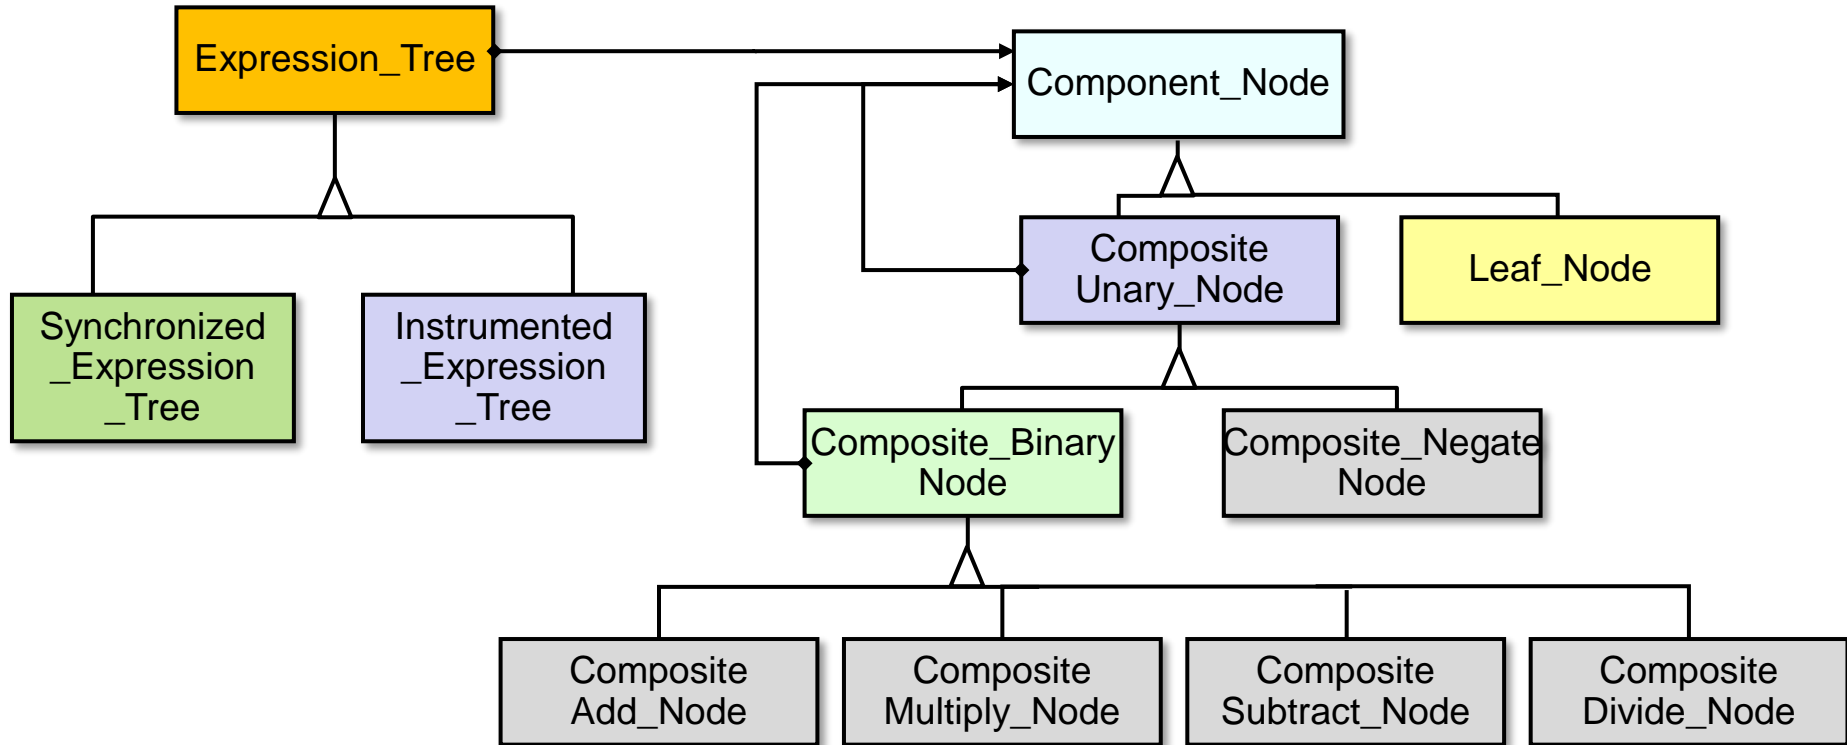 Expression_Tree
Component_Node
Composite
Unary_Node
Leaf_Node
Synchronized
_Expression
_Tree
Instrumented
_Expression
_Tree
Composite_Binary
Node
Composite_Negate
Node
Composite
Add_Node
Composite
Multiply_Node
Composite
Subtract_Node
Composite
Divide_Node